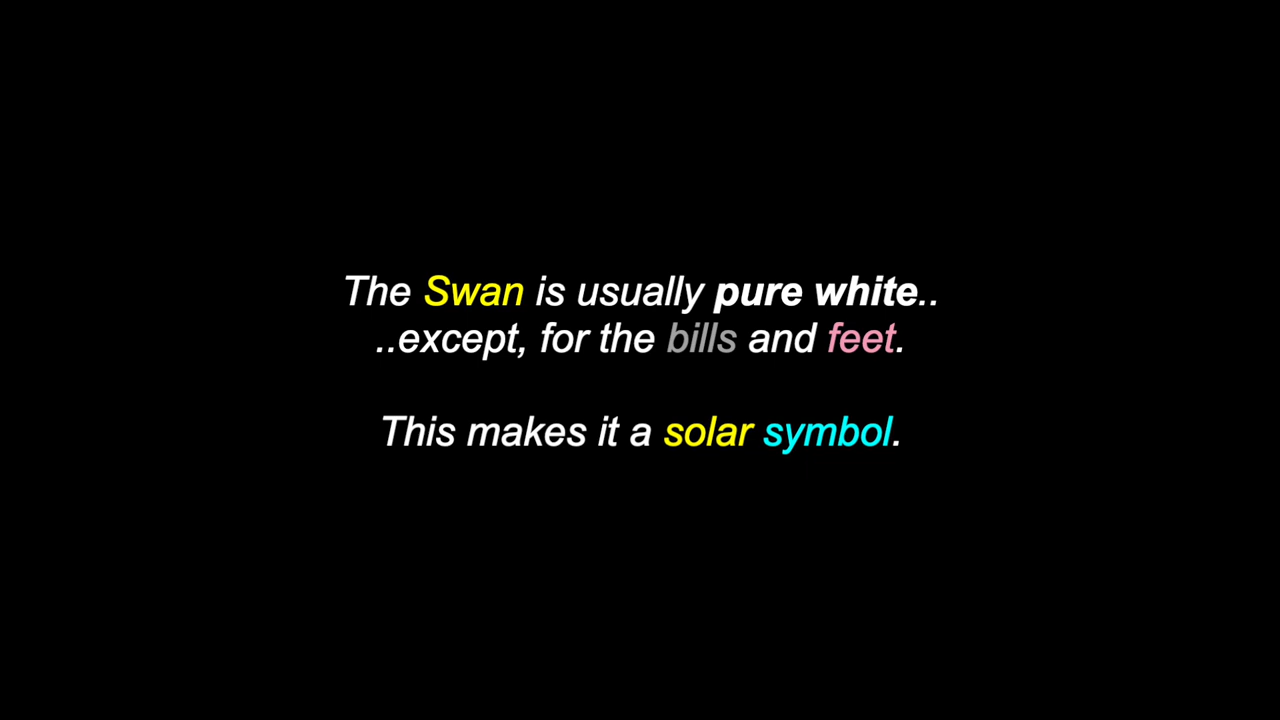 The Swan is usually pure white..
..except, for the bills and feet.
This makes it a solar symbol.